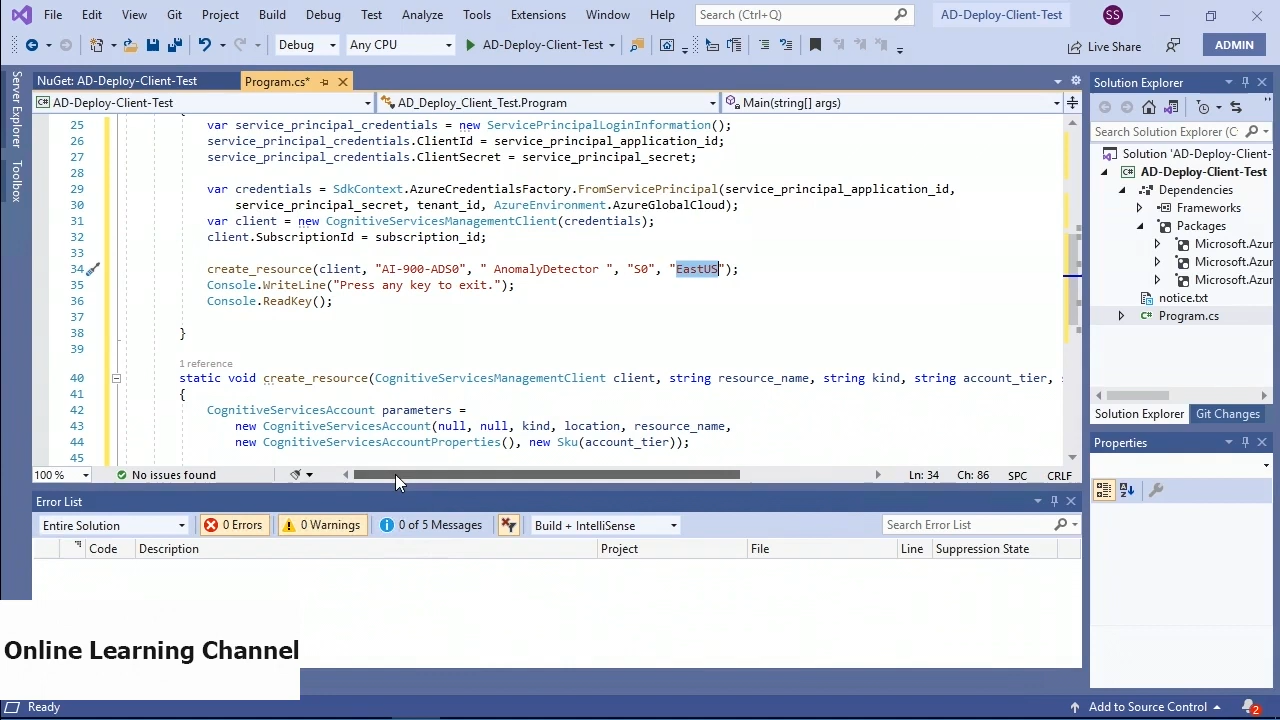 File Edit View Git Project Build Debug Test Analyze Tools Extensions Window Help Search (Ctrl+Q) AD-Deploy-Client-Test SS
Debug Any CPU AD-Deploy-Client-Test Live Share ADMIN
Server Explorer
Toolbox
NuGet: AD-Deploy-Client-Test Program.cs*
AD-Deploy-Client-Test AD_Deploy_Client_Test.Program Main(string[] args)
25 var service_principal_credentials = new ServicePrincipalLoginInformation();
26 service_principal_credentials.ClientId = service_principal_application_id;
27 service_principal_credentials.ClientSecret = service_principal_secret;
28
29 var credentials = SdkContext.AzureCredentialsFactory.FromServicePrincipal(service_principal_application_id,
30 service_principal_secret, tenant_id, AzureEnvironment.AzureGlobalCloud);
31 var client = new CognitiveServicesManagementClient(credentials);
32 client.SubscriptionId = subscription_id;
33
34 create_resource(client, "AI-900-ADS0", " AnomalyDetector ", "S0", "EastUS");
35 Console.WriteLine("Press any key to exit.");
36 Console.ReadKey();
37
38 }
39
1 reference
40 static void create_resource(CognitiveServicesManagementClient client, string resource_name, string kind, string account_tier,
41 {
42 CognitiveServicesAccount parameters =
43 new CognitiveServicesAccount(null, null, kind, location, resource_name,
44 new CognitiveServicesAccountProperties(), new Sku(account_tier));
45
100 % No issues found Ln: 34 Ch: 86 SPC CRLF
Solution Explorer
Search Solution Explorer (C
Solution 'AD-Deploy-Client-
AD-Deploy-Client-Test
Dependencies
Frameworks
Packages
Microsoft.Azur
Microsoft.Azur
Microsoft.Azur
notice.txt
C# Program.cs
Solution Explorer Git Changes
Properties
Error List
Entire Solution 0 Errors 0 Warnings 0 of 5 Messages Build + IntelliSense Search Error List
Code Description Project File Line Suppression State
Online Learning Channel
Ready Add to Source Control 2